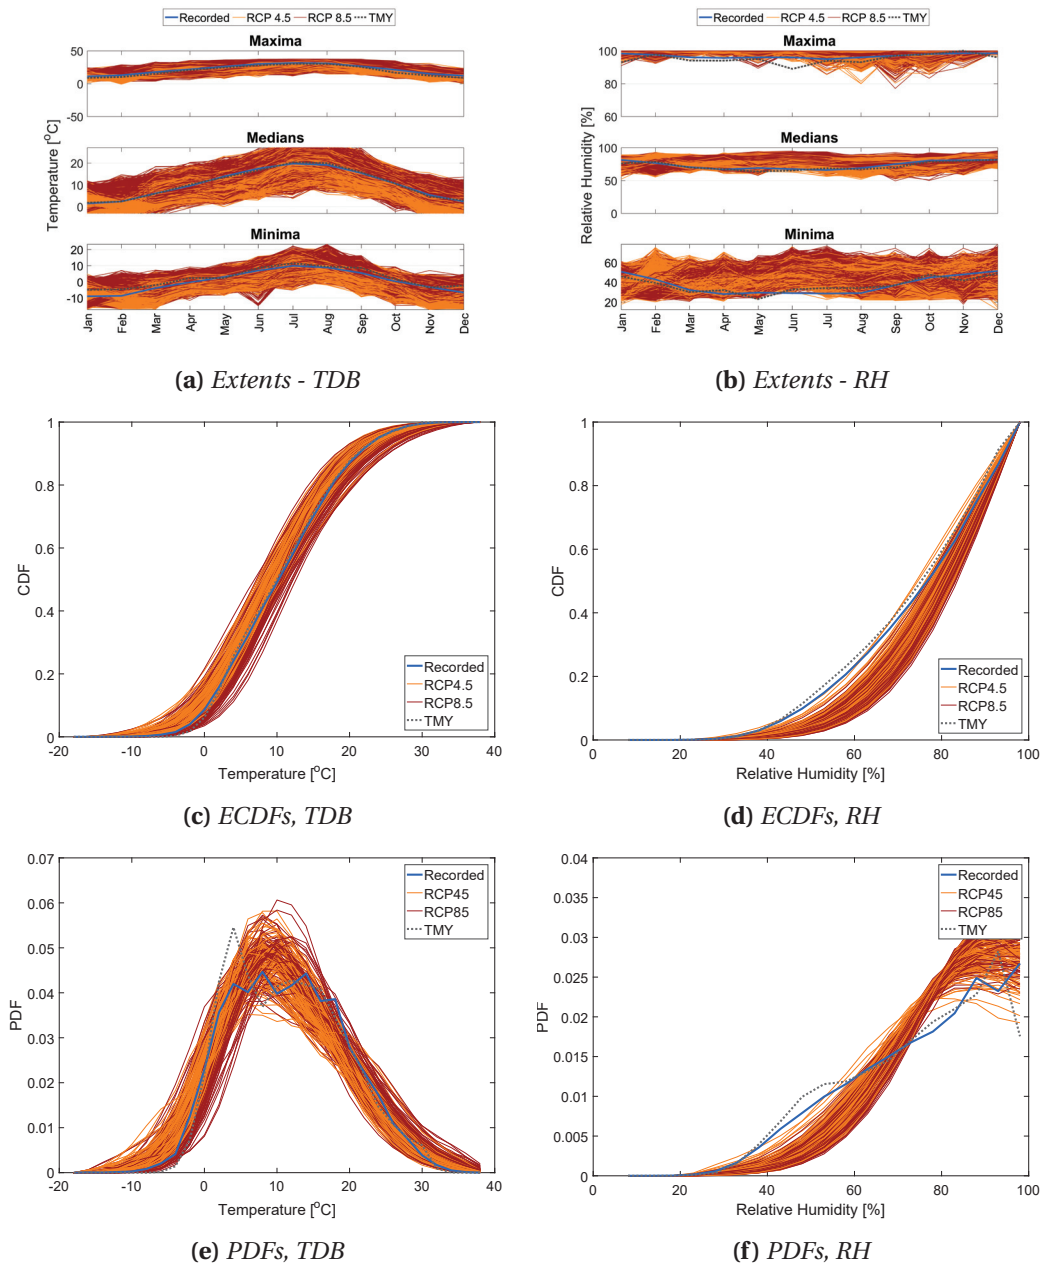 Recorded RCP 4.5 RCP 8.5 TMY
Maxima
50
0
-50
Medians
20
10
0
Minima
20
10
0
-10
Temperature [°C]
Jan Feb Mar Apr May Jun Jul Aug Sep Oct Nov Dec
(a) Extents - TDB
Recorded RCP 4.5 RCP 8.5 TMY
Maxima
100
80
60
Medians
100
50
0
Minima
60
40
20
Relative Humidity [%]
Jan Feb Mar Apr May Jun Jul Aug Sep Oct Nov Dec
(b) Extents - RH
1
0.8
0.6
0.4
0.2
0
CDF
Recorded
RCP4.5
RCP8.5
TMY
-20 -10 0 10 20 30 40
Temperature [°C]
(c) ECDFs, TDB
1
0.8
0.6
0.4
0.2
0
CDF
Recorded
RCP4.5
RCP8.5
TMY
0 20 40 60 80 100
Relative Humidity [%]
(d) ECDFs, RH
0.07
0.06
0.05
0.04
0.03
0.02
0.01
0
PDF
Recorded
RCP45
RCP85
TMY
-20 -10 0 10 20 30 40
Temperature [°C]
(e) PDFs, TDB
0.04
0.035
0.03
0.025
0.02
0.015
0.01
0.005
0
PDF
Recorded
RCP45
RCP85
TMY
0 20 40 60 80 100
Relative Humidity [%]
(f) PDFs, RH